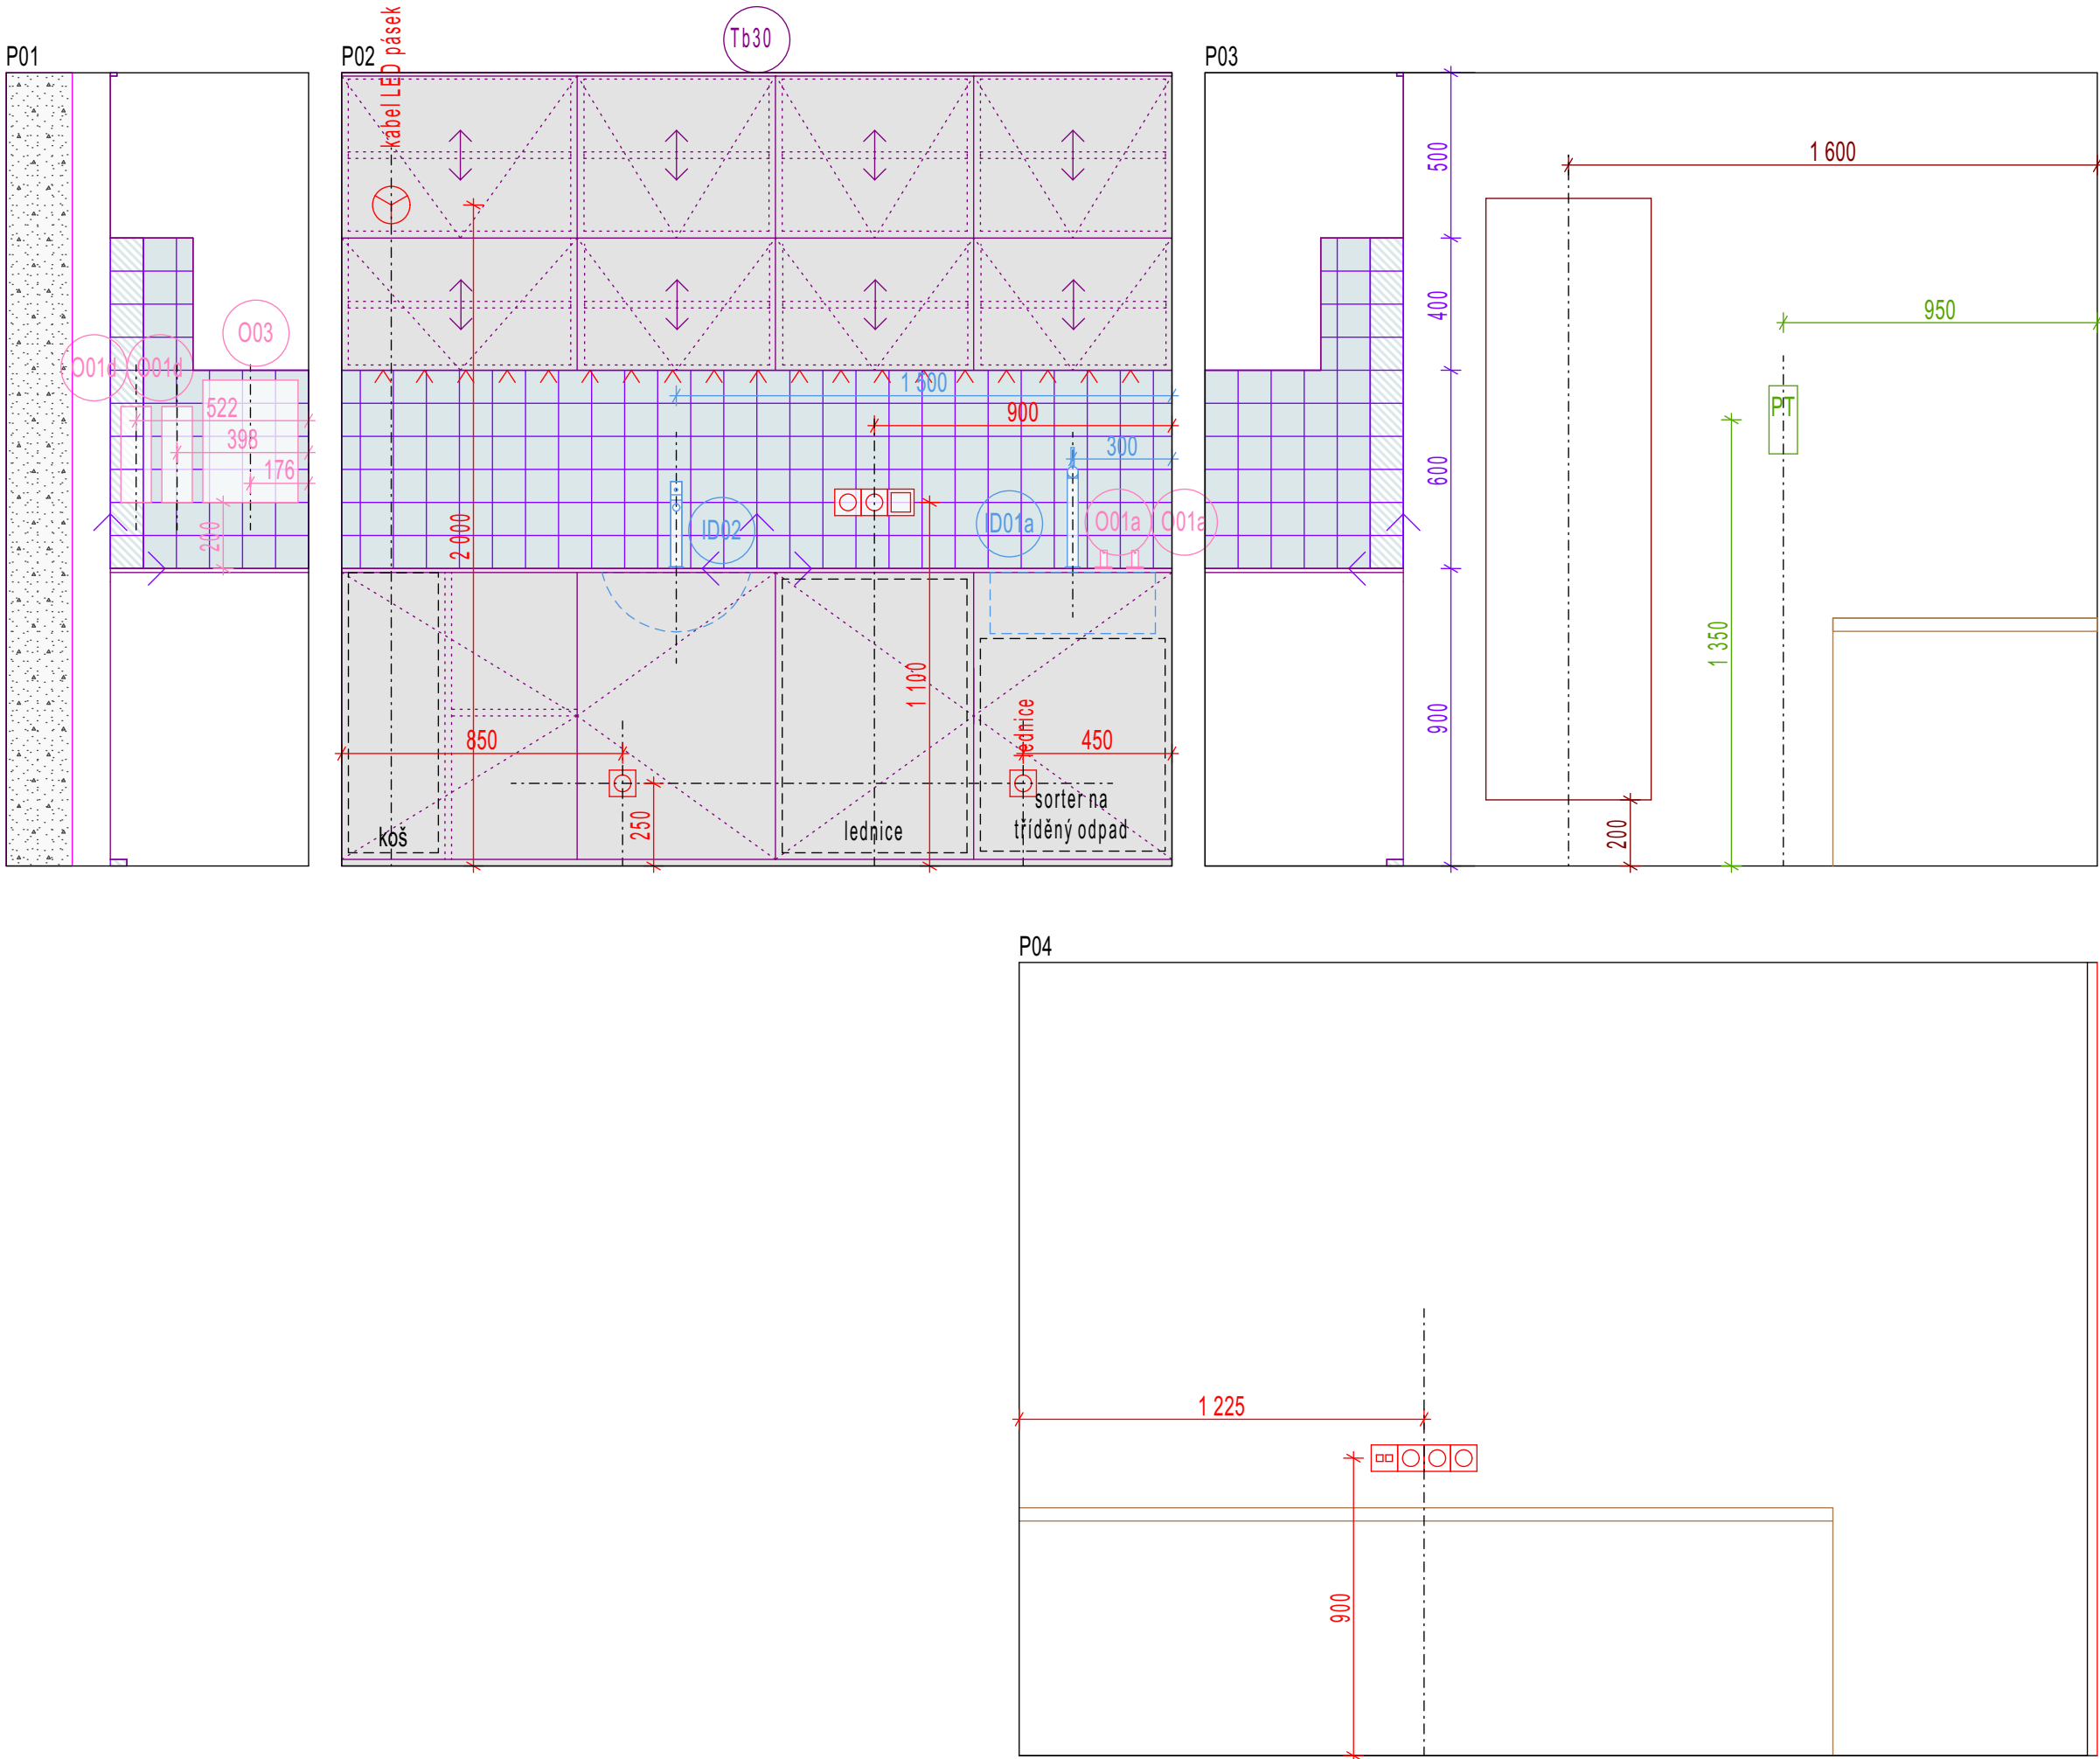 P01
P02
P03
Tb30
kabel LED pásek
500
1 600
O03
400
950
O01d
O01d
1 500
PT
522
900
398
300
176
600
200
2 000
ID02
ID01a
O01a
O01a
1 350
1 100
lednice
900
850
450
sorter na
tříděný odpad
250
koš
lednice
200
P04
1 225
900